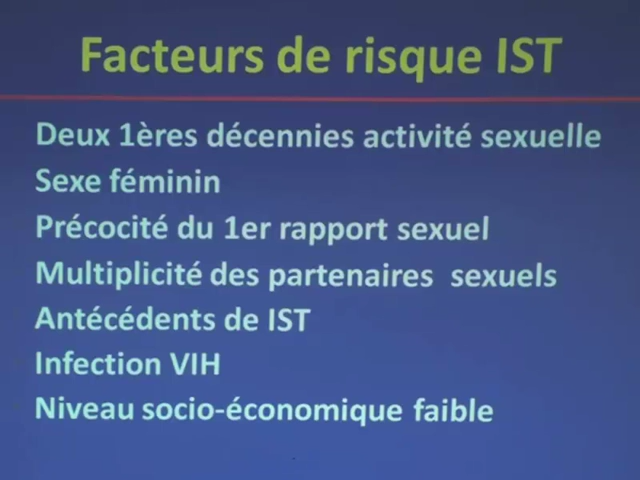 Facteurs de risque IST
Deux 1ères décennies activité sexuelle
Sexe féminin
Précocité du 1er rapport sexuel
Multiplicité des partenaires sexuels
Antécédents de IST
Infection VIH
Niveau socio-économique faible